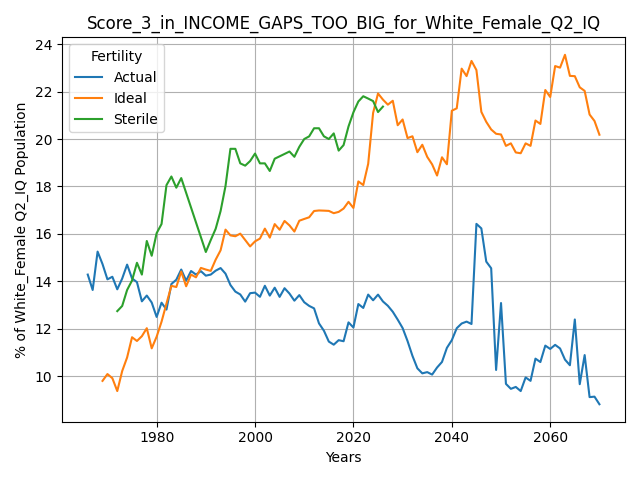 Score_3_in_INCOME_GAPS_TOO_BIG_for_White_Female_Q2_IQ
Fertility
Actual
Ideal
Sterile
% of White_Female Q2_IQ Population
24
22
20
18
16
14
12
10
1980
2000
2020
2040
2060
Years